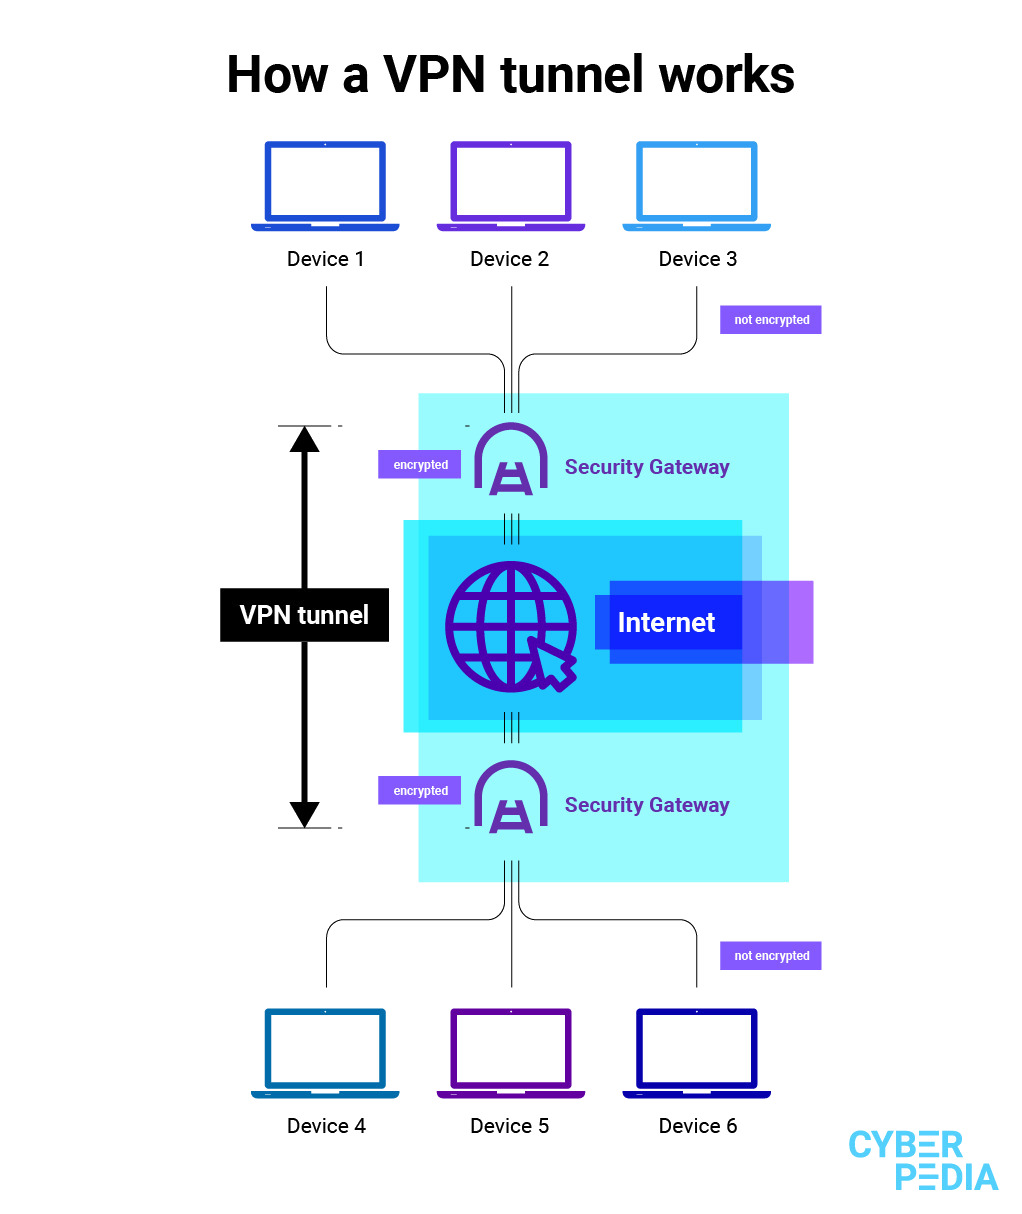 How a VPN tunnel works
Device 1
Device 2
Device 3
not encrypted
encrypted
Security Gateway
VPN tunnel
Internet
encrypted
Security Gateway
not encrypted
Device 4
Device 5
Device 6
CYBER
PEDIA